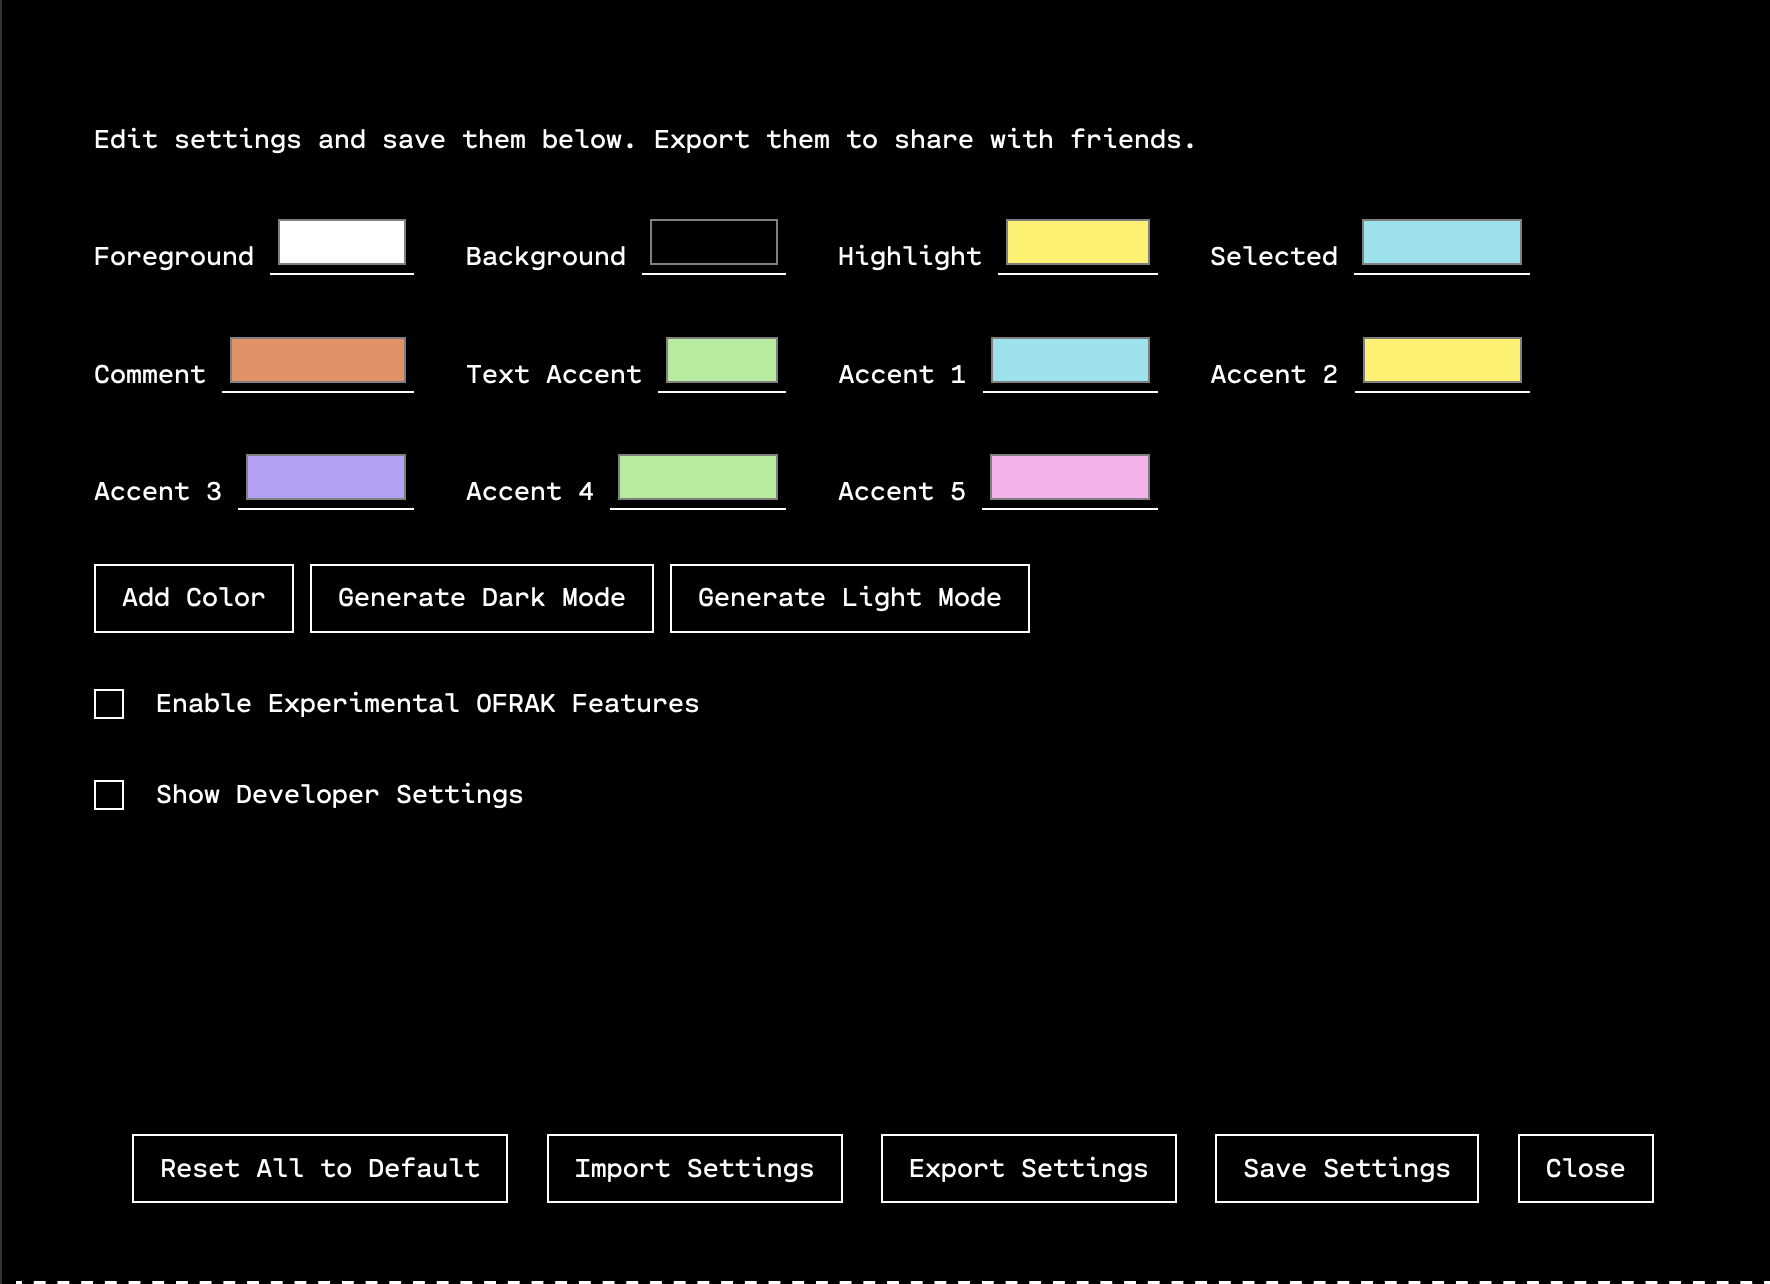 Edit settings and save them below. Export them to share with friends.
Foreground Background Highlight Selected
Comment Text Accent Accent 1 Accent 2
Accent 3 Accent 4 Accent 5
Add Color Generate Dark Mode Generate Light Mode
Enable Experimental OFRAK Features
Show Developer Settings
Reset All to Default Import Settings Export Settings Save Settings Close